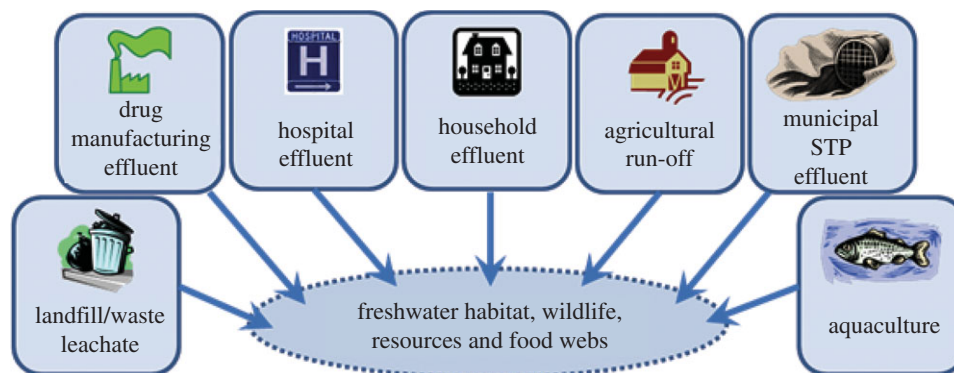 drug
manufacturing
effluent
HOSPITAL
H
hospital
effluent
household
effluent
agricultural
run-off
municipal
STP
effluent
landfill/waste
leachate
freshwater habitat, wildlife,
resources and food webs
aquaculture